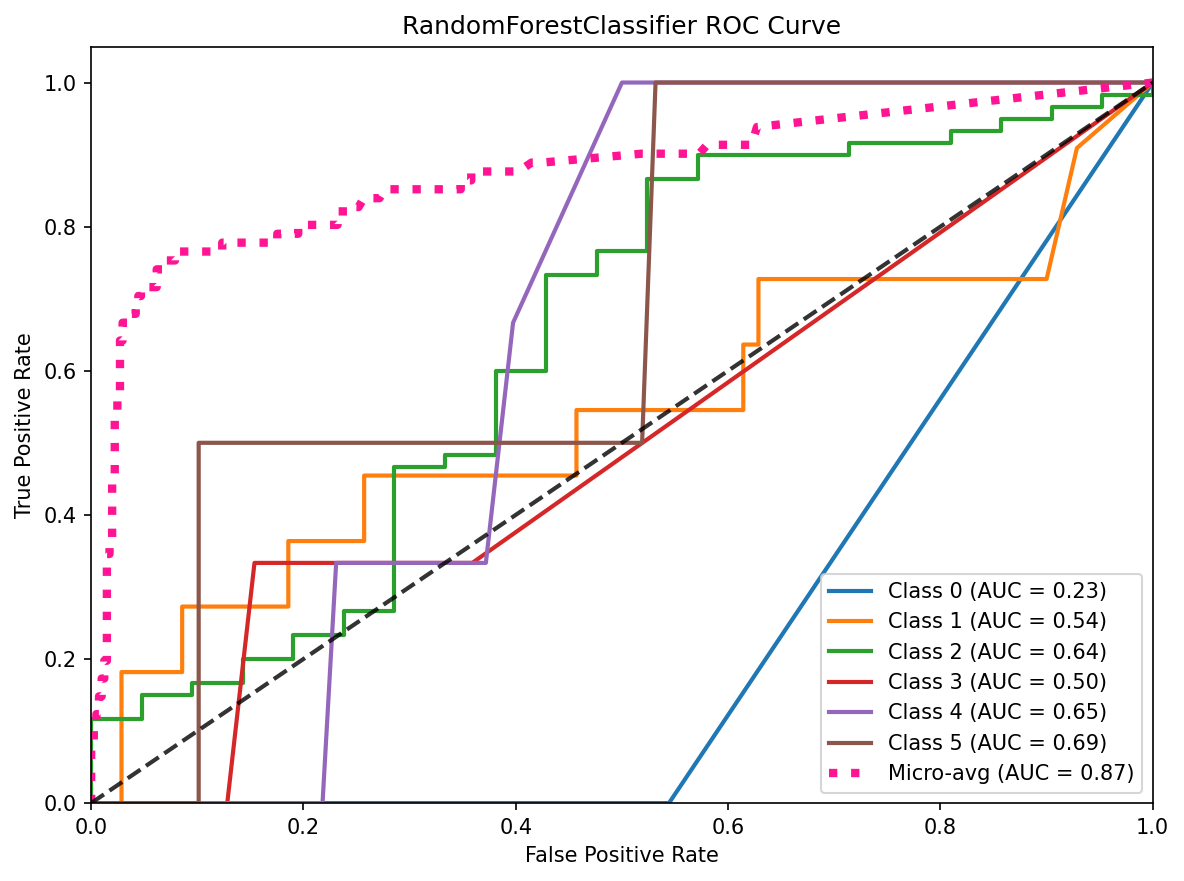 RandomForestClassifier ROC Curve
True Positive Rate
1.0
0.8
0.6
0.4
0.2
0.0
0.0 0.2 0.4 0.6 0.8 1.0
False Positive Rate
Class 0 (AUC = 0.23)
Class 1 (AUC = 0.54)
Class 2 (AUC = 0.64)
Class 3 (AUC = 0.50)
Class 4 (AUC = 0.65)
Class 5 (AUC = 0.69)
Micro-avg (AUC = 0.87)